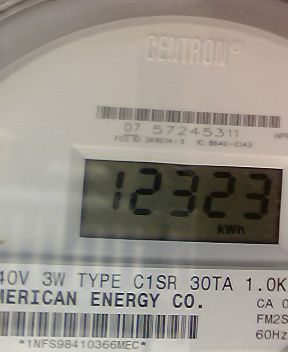 CENTRON®
07 57245311
12323
kWh
40V 3W TYPE C1SR 30TA 1.0K
MERICAN ENERGY CO.
CA 0
FM2S
60Hz
*1NFS98410366MEC*